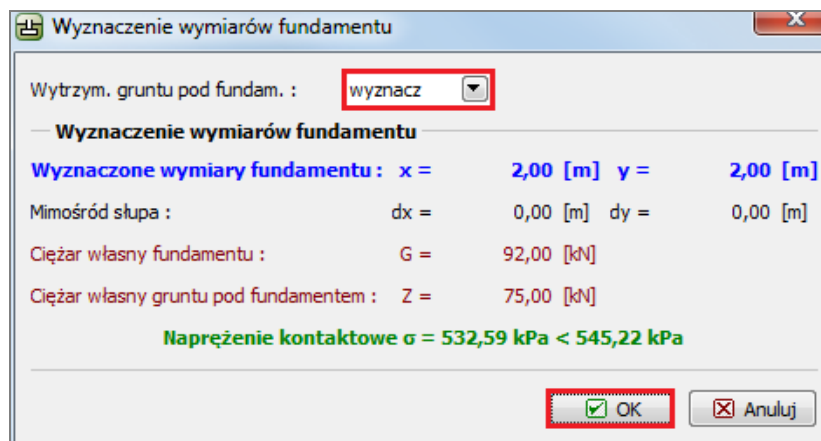 Wyznaczenie wymiarów fundamentu
Wytrzym. gruntu pod fundam. : wyznacz
Wyznaczenie wymiarów fundamentu
Wyznaczone wymiary fundamentu : x = 2,00 [m] y = 2,00 [m]
Mimośród słupa : dx = 0,00 [m] dy = 0,00 [m]
Ciężar własny fundamentu : G = 92,00 [kN]
Ciężar własny gruntu pod fundamentem : Z = 75,00 [kN]
Naprężenie kontaktowe σ = 532,59 kPa < 545,22 kPa
OK Anuluj